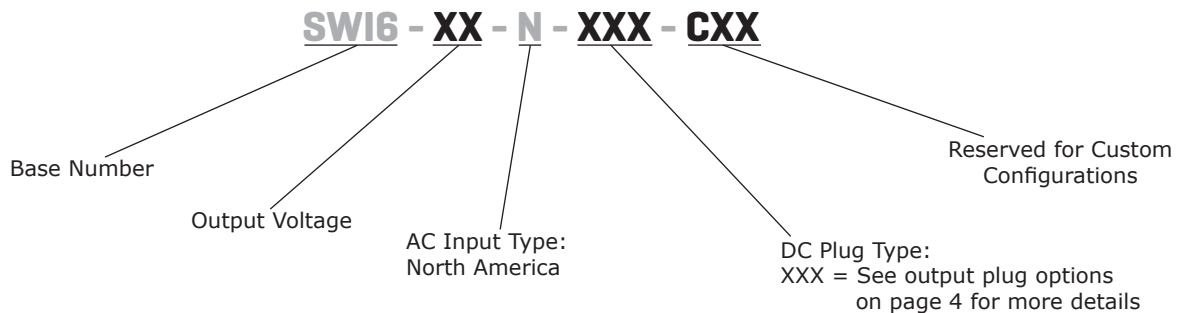 SWI6 - XX - N - XXX - CXX
Base Number
Output Voltage
AC Input Type:
North America
DC Plug Type:
XXX = See output plug options
on page 4 for more details
Reserved for Custom
Configurations